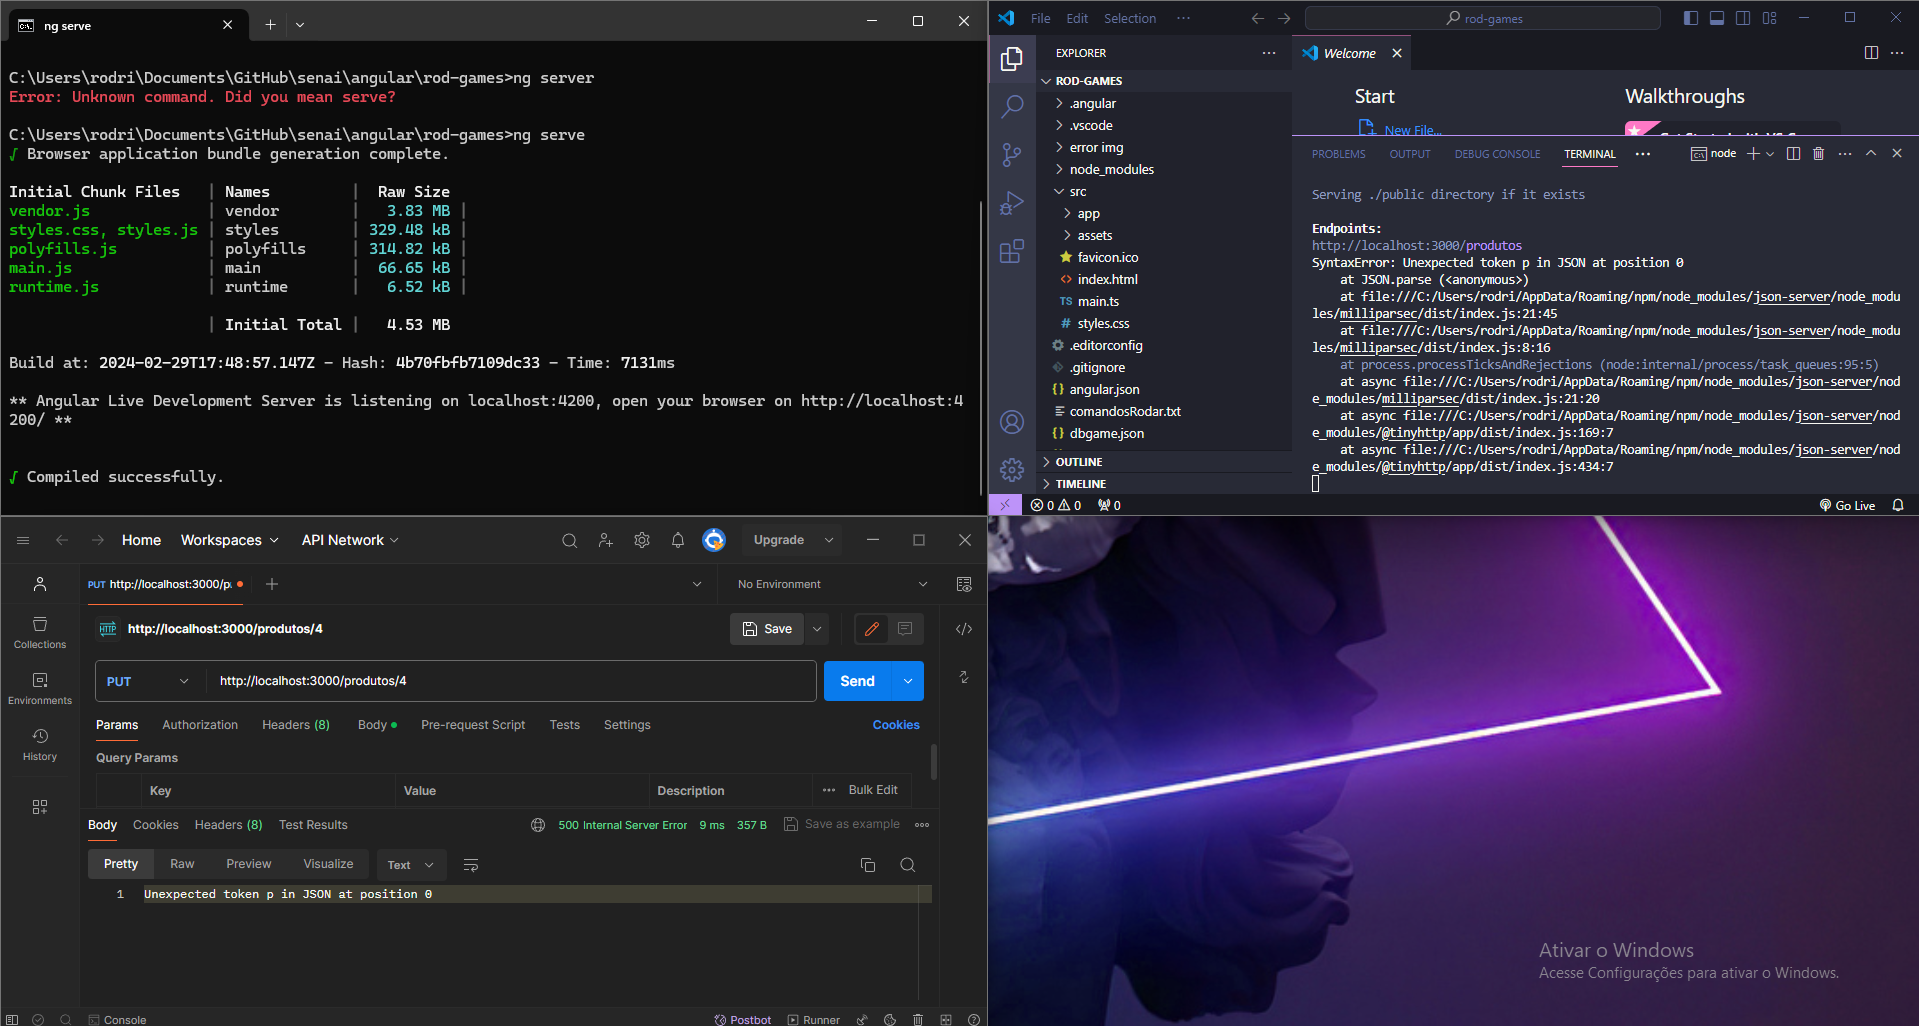 ng serve
C:\Users\rodri\Documents\GitHub\senai\angular\rod-games>ng server
Error: Unknown command. Did you mean serve?
C:\Users\rodri\Documents\GitHub\senai\angular\rod-games>ng serve
√ Browser application bundle generation complete.
Initial Chunk Files | Names | Raw Size
vendor.js | vendor | 3.83 MB |
styles.css, styles.js | styles | 329.48 kB |
polyfills.js | polyfills | 314.82 kB |
main.js | main | 66.65 kB |
runtime.js | runtime | 6.52 kB |
| Initial Total | 4.53 MB
Build at: 2024-02-29T17:48:57.147Z - Hash: 4b70fbfb7109dc33 - Time: 7131ms
** Angular Live Development Server is listening on localhost:4200, open your browser on http://localhost:4
200/ **
√ Compiled successfully.
File Edit Selection ··· rod-games
EXPLORER ···
ROD-GAMES
.angular
.vscode
error img
node_modules
src
app
assets
favicon.ico
index.html
TS main.ts
# styles.css
.editorconfig
.gitignore
{} angular.json
comandosRodar.txt
{} dbgame.json
OUTLINE
TIMELINE
Welcome
Start
New File...
Walkthroughs
PROBLEMS OUTPUT DEBUG CONSOLE TERMINAL ··· node
Serving ./public directory if it exists
Endpoints:
http://localhost:3000/produtos
SyntaxError: Unexpected token p in JSON at position 0
at JSON.parse (<anonymous>)
at file:///C:/Users/rodri/AppData/Roaming/npm/node_modules/json-server/node_modu
les/milliparsec/dist/index.js:21:45
at file:///C:/Users/rodri/AppData/Roaming/npm/node_modules/json-server/node_modu
les/milliparsec/dist/index.js:8:16
at process.processTicksAndRejections (node:internal/process/task_queues:95:5)
at async file:///C:/Users/rodri/AppData/Roaming/npm/node_modules/json-server/nod
e_modules/milliparsec/dist/index.js:21:20
at async file:///C:/Users/rodri/AppData/Roaming/npm/node_modules/json-server/nod
e_modules/@tinyhttp/app/dist/index.js:169:7
at async file:///C:/Users/rodri/AppData/Roaming/npm/node_modules/json-server/nod
e_modules/@tinyhttp/app/dist/index.js:434:7
0 0 0 Go Live
Home Workspaces API Network Upgrade
PUT http://localhost:3000/p. No Environment
HTTP http://localhost:3000/produtos/4 Save
PUT http://localhost:3000/produtos/4 Send
Collections
Environments
History
Params Authorization Headers (8) Body Pre-request Script Tests Settings Cookies
Query Params
Key Value Description ··· Bulk Edit
Body Cookies Headers (8) Test Results 500 Internal Server Error 9 ms 357 B Save as example
Pretty Raw Preview Visualize Text
1 Unexpected token p in JSON at position 0
Console Postbot Runner
Ativar o Windows
Acesse Configurações para ativar o Windows.